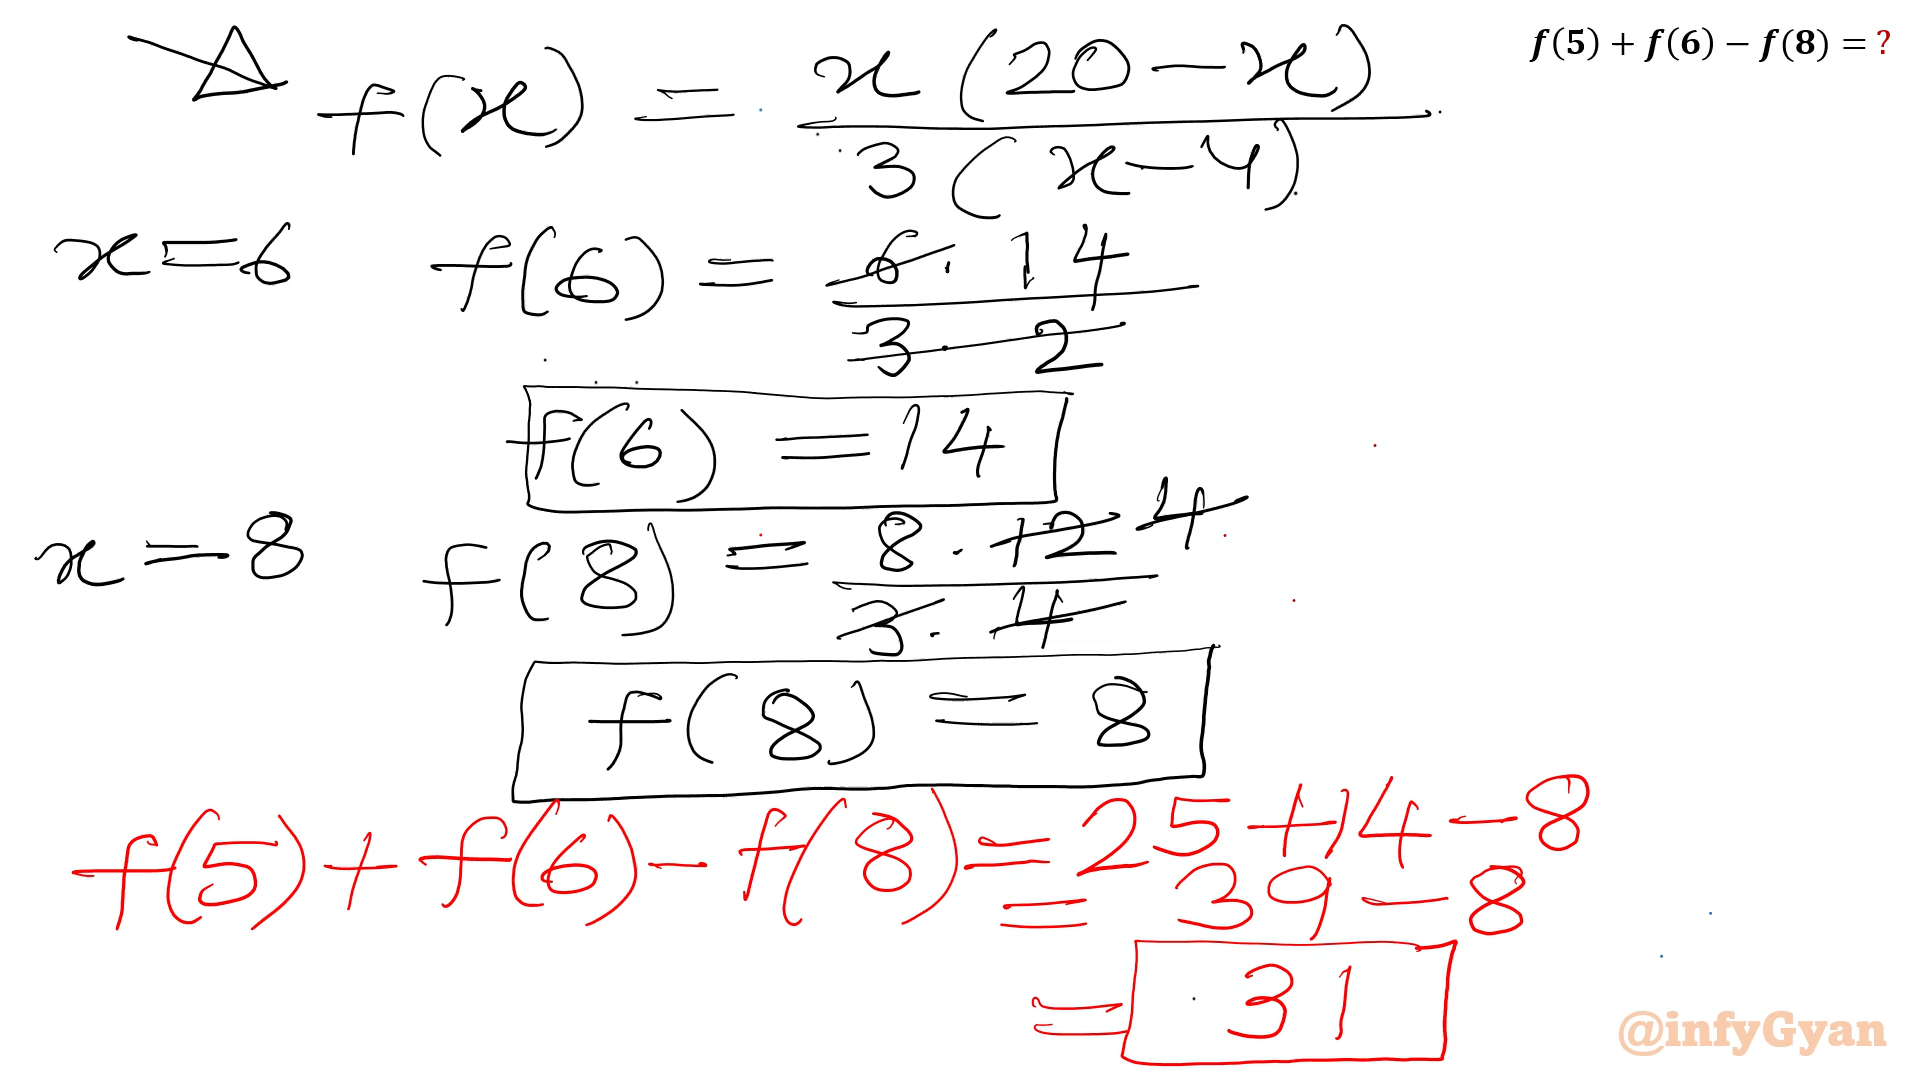 f(5) + f(6) − f(8) = ?
f(x) = x(20 − x) / 3(x − 4)
x = 6 f(6) = 6 · 14 / 3 · 2
f(6) = 14
x = 8 f(8) = 8 · 12 4 / 3 · 4
f(8) = 8
f(5) + f(6) − f(8) = 25 + 14 − 8
= 39 − 8
= 31
@infyGyan